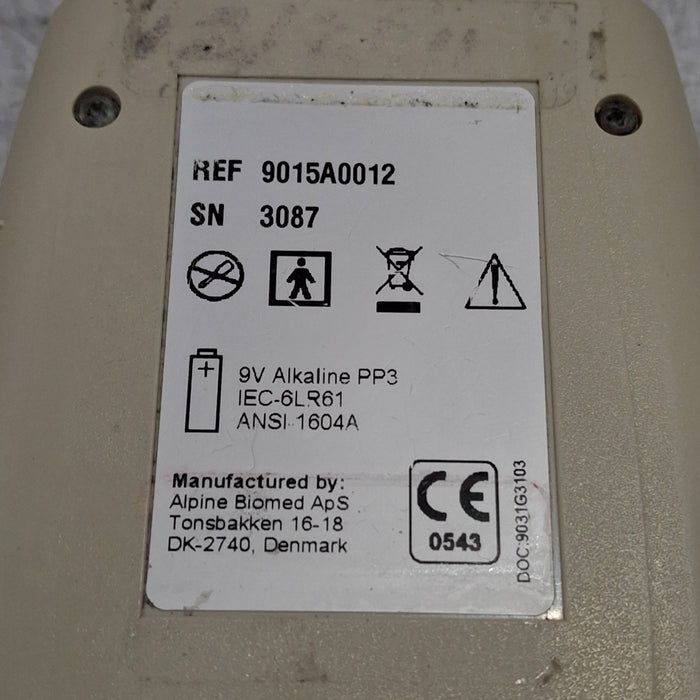 REF 9015A0012
SN 3087
9V Alkaline PP3
IEC-6LR61
ANSI-1604A
Manufactured by:
Alpine Biomed ApS
Tonsbakken 16-18
DK-2740, Denmark
CE
0543
DOC:9031G3103